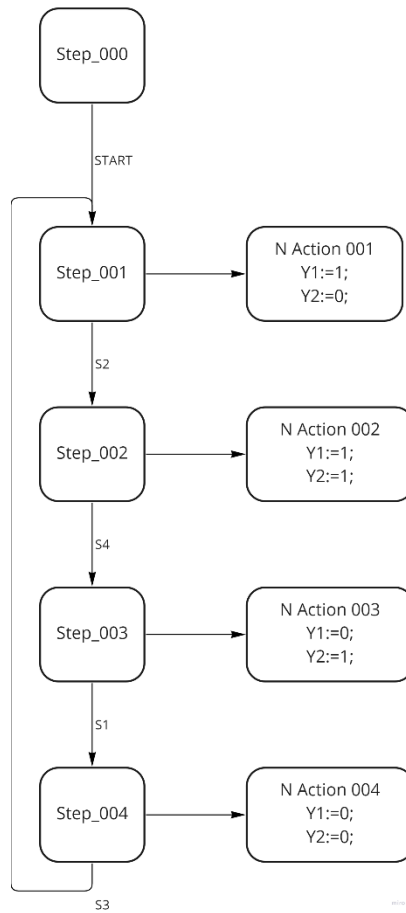 Step_000
START
Step_001
N Action 001
Y1:=1;
Y2:=0;
S2
Step_002
N Action 002
Y1:=1;
Y2:=1;
S4
Step_003
N Action 003
Y1:=0;
Y2:=1;
S1
Step_004
N Action 004
Y1:=0;
Y2:=0;
S3
miro